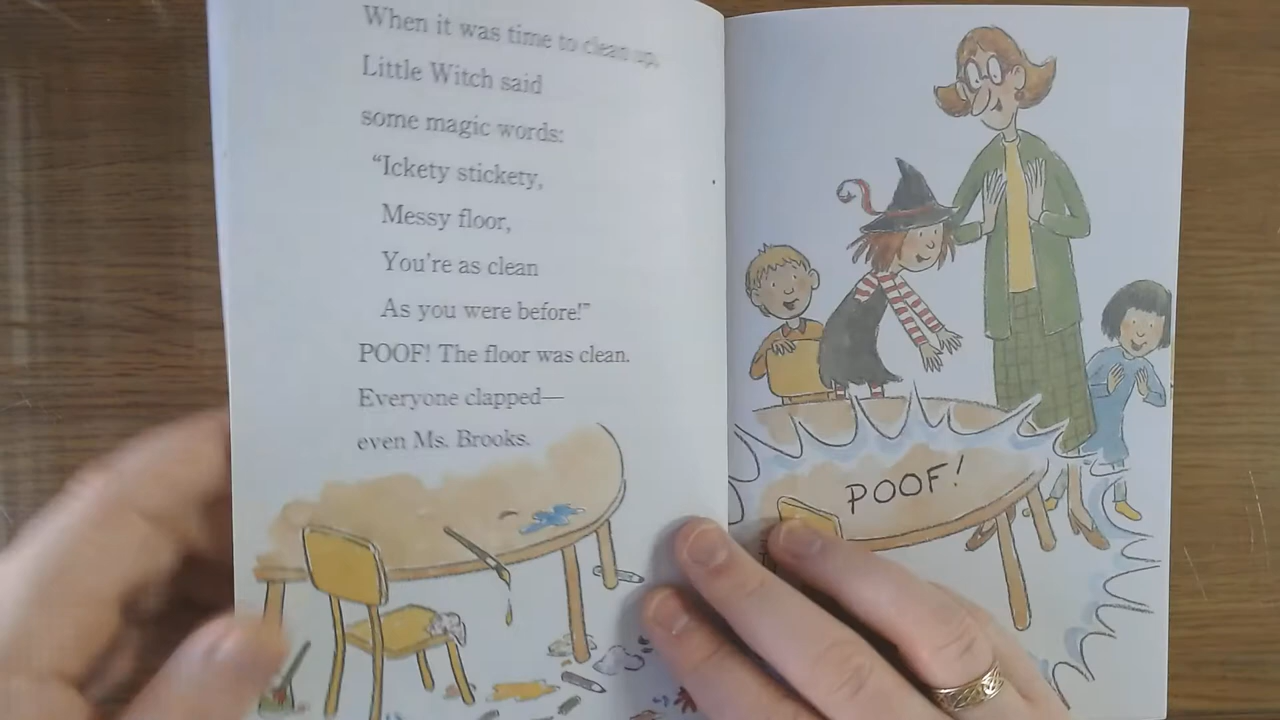 When it was time to clean up,
Little Witch said
some magic words:
“Ickety stickety,
Messy floor,
You're as clean
As you were before!”
POOF! The floor was clean.
Everyone clapped—
even Ms. Brooks.
POOF!